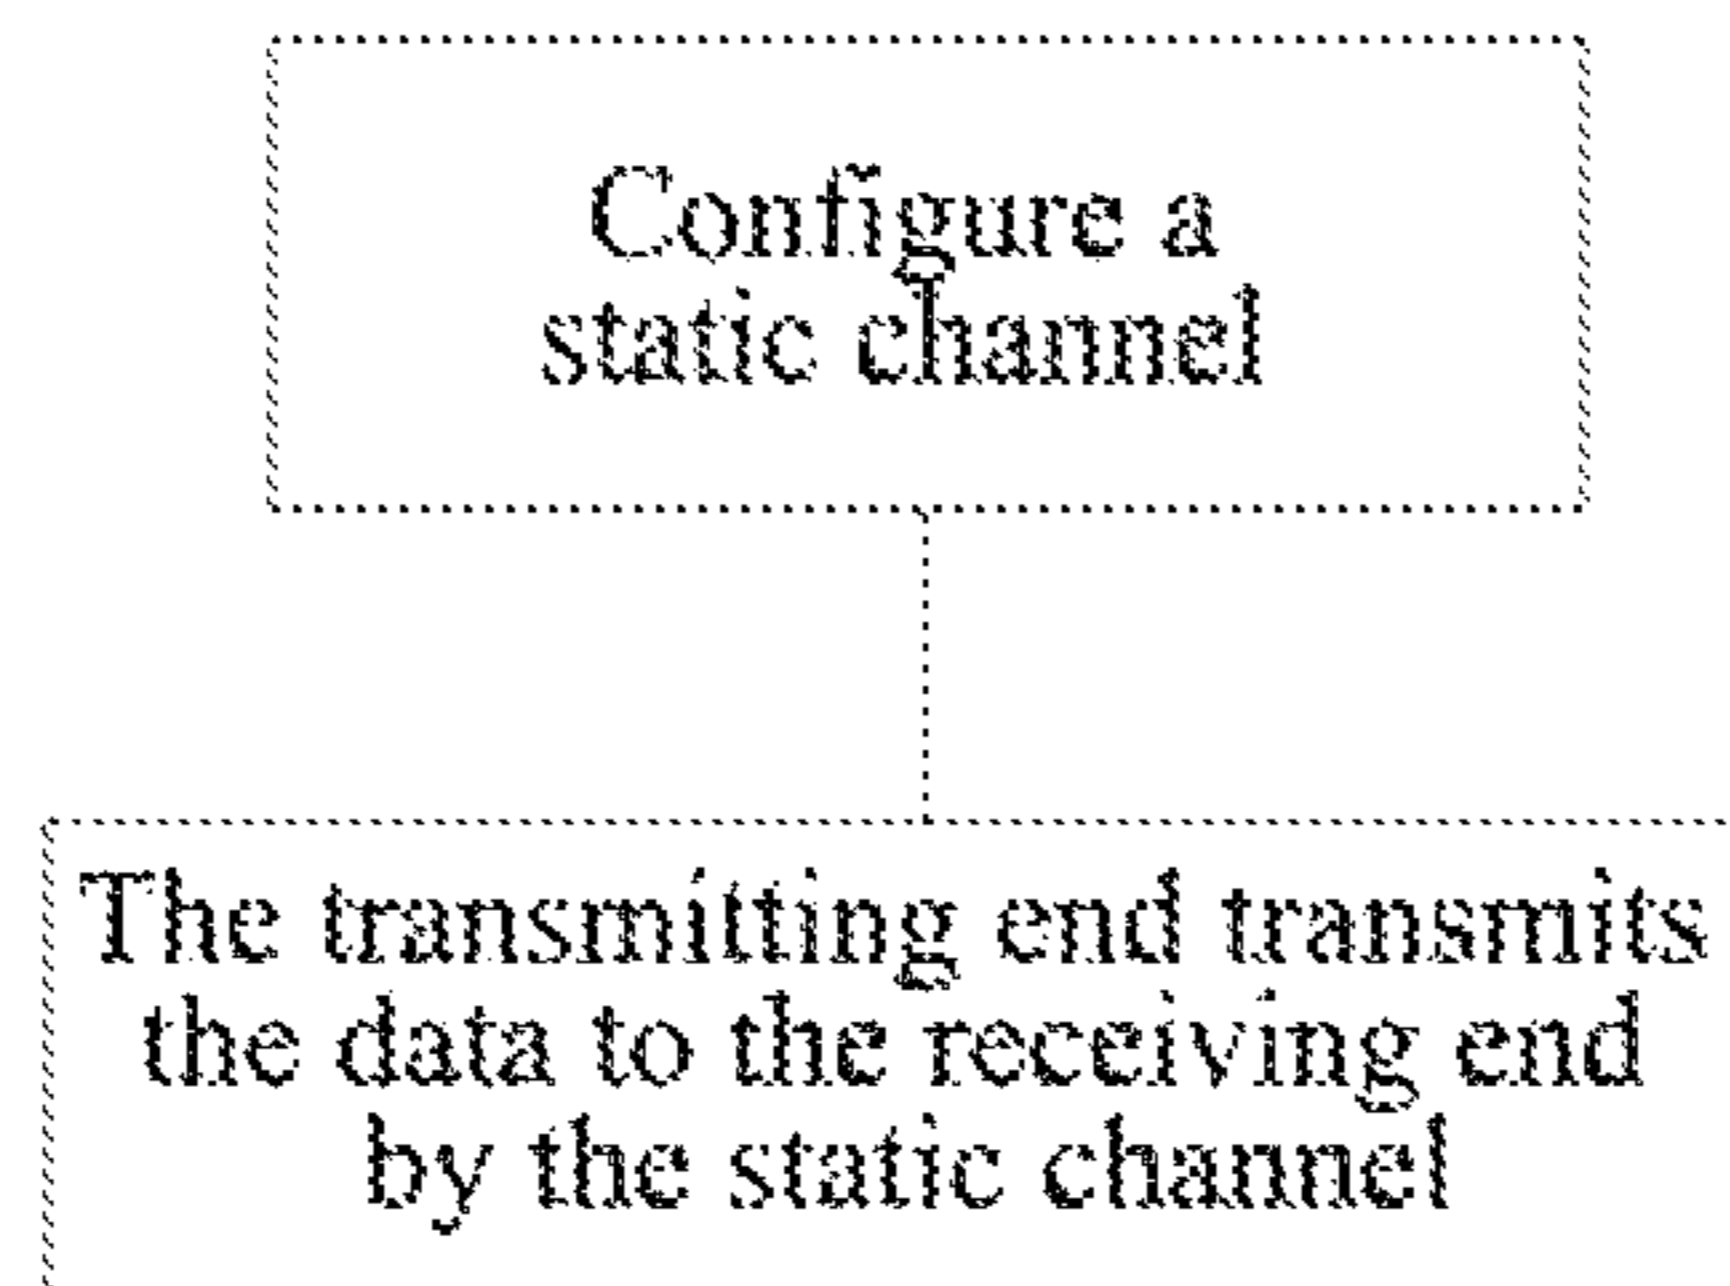 Configure a
static channel
The transmitting end transmits
the data to the receiving end
by the static channel